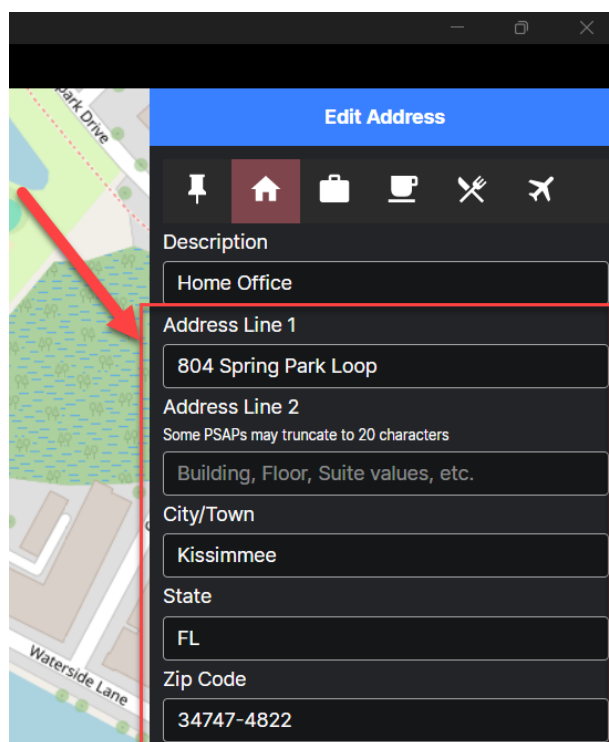 Park Drive
Edit Address
Description
Home Office
Address Line 1
804 Spring Park Loop
Address Line 2
Some PSAPs may truncate to 20 characters
Building, Floor, Suite values, etc.
City/Town
Kissimmee
State
FL
Zip Code
34747-4822
Waterside Lane